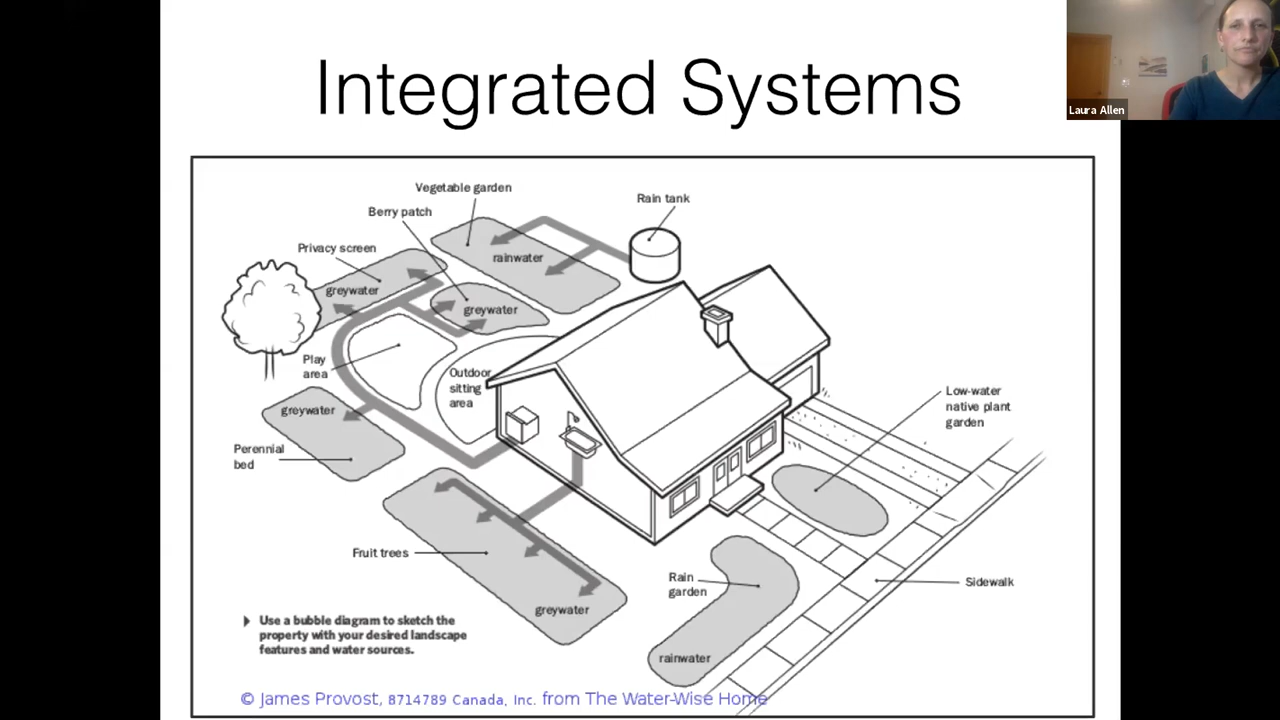 Integrated Systems
Laura Allen
Vegetable garden
Berry patch
Rain tank
Privacy screen
rainwater
greywater
greywater
Play
area
Outdoor
sitting
area
Low-water
native plant
garden
greywater
Perennial
bed
Fruit trees
Rain
garden
Sidewalk
greywater
Use a bubble diagram to sketch the
property with your desired landscape
features and water sources.
rainwater
© James Provost, 8714789 Canada, Inc. from The Water-Wise Home